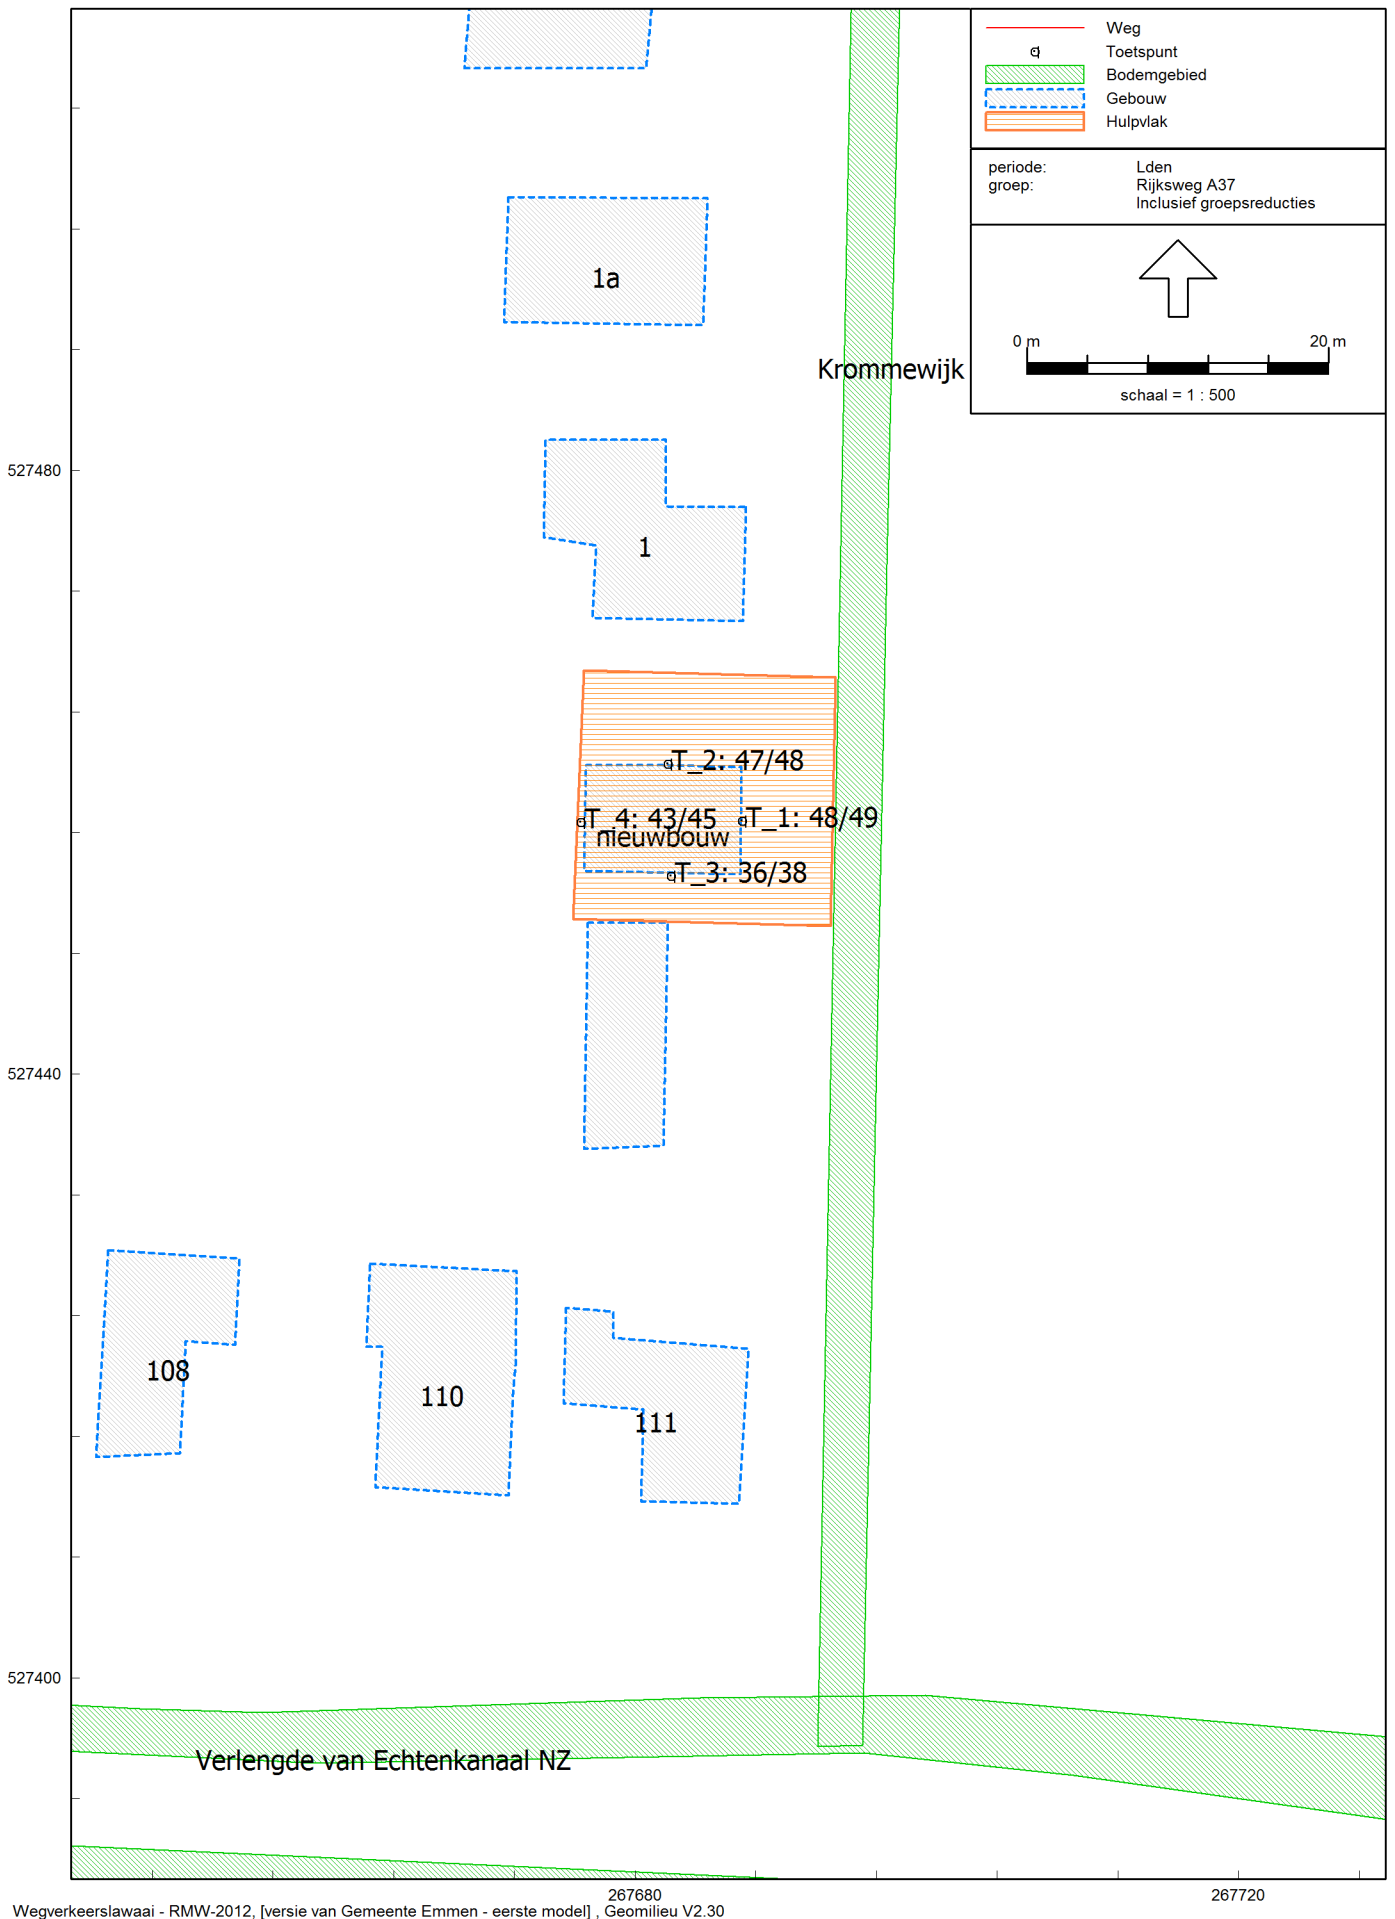 Weg
Toetspunt
Bodemgebied
Gebouw
Hulpvlak
periode: Lden
groep: Rijksweg A37
Inclusief groepsreducties
0 m 20 m
schaal = 1 : 500
1a
Krommewijk
527480
1
T_2: 47/48
T_4: 43/45 T_1: 48/49
nieuwbouw
T_3: 36/38
527440
108
110
111
527400
Verlengde van Echtenkanaal NZ
267680 267720
Wegverkeerslawaai - RMW-2012, [versie van Gemeente Emmen - eerste model] , Geomilieu V2.30